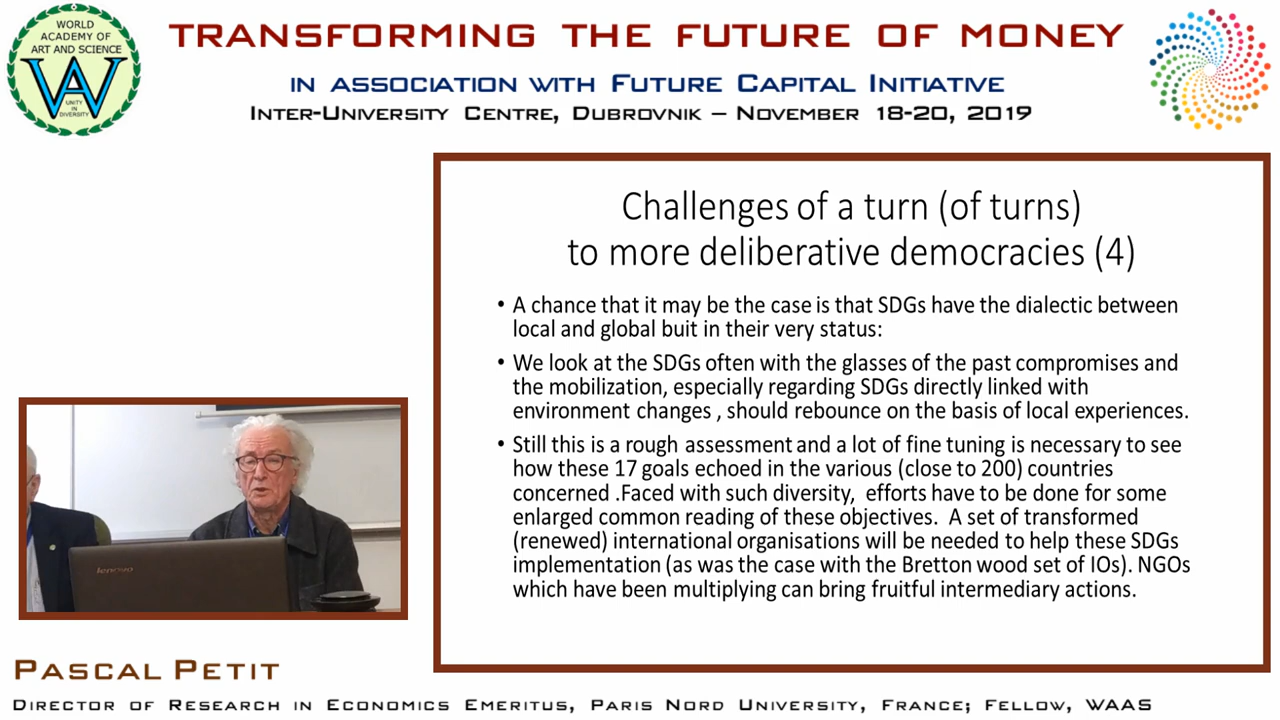 WORLD
ACADEMY OF
ART AND SCIENCE
UNITY
IN
DIVERSITY
TRANSFORMING THE FUTURE OF MONEY
IN ASSOCIATION WITH FUTURE CAPITAL INITIATIVE
INTER-UNIVERSITY CENTRE, DUBROVNIK – NOVEMBER 18-20, 2019
Challenges of a turn (of turns)
to more deliberative democracies (4)
• A chance that it may be the case is that SDGs have the dialectic between
local and global buit in their very status:
• We look at the SDGs often with the glasses of the past compromises and
the mobilization, especially regarding SDGs directly linked with
environment changes , should rebounce on the basis of local experiences.
• Still this is a rough assessment and a lot of fine tuning is necessary to see
how these 17 goals echoed in the various (close to 200) countries
concerned .Faced with such diversity, efforts have to be done for some
enlarged common reading of these objectives. A set of transformed
(renewed) international organisations will be needed to help these SDGs
implementation (as was the case with the Bretton wood set of IOs). NGOs
which have been multiplying can bring fruitful intermediary actions.
lenovo
PASCAL PETIT
DIRECTOR OF RESEARCH IN ECONOMICS EMERITUS, PARIS NORD UNIVERSITY, FRANCE; FELLOW, WAAS